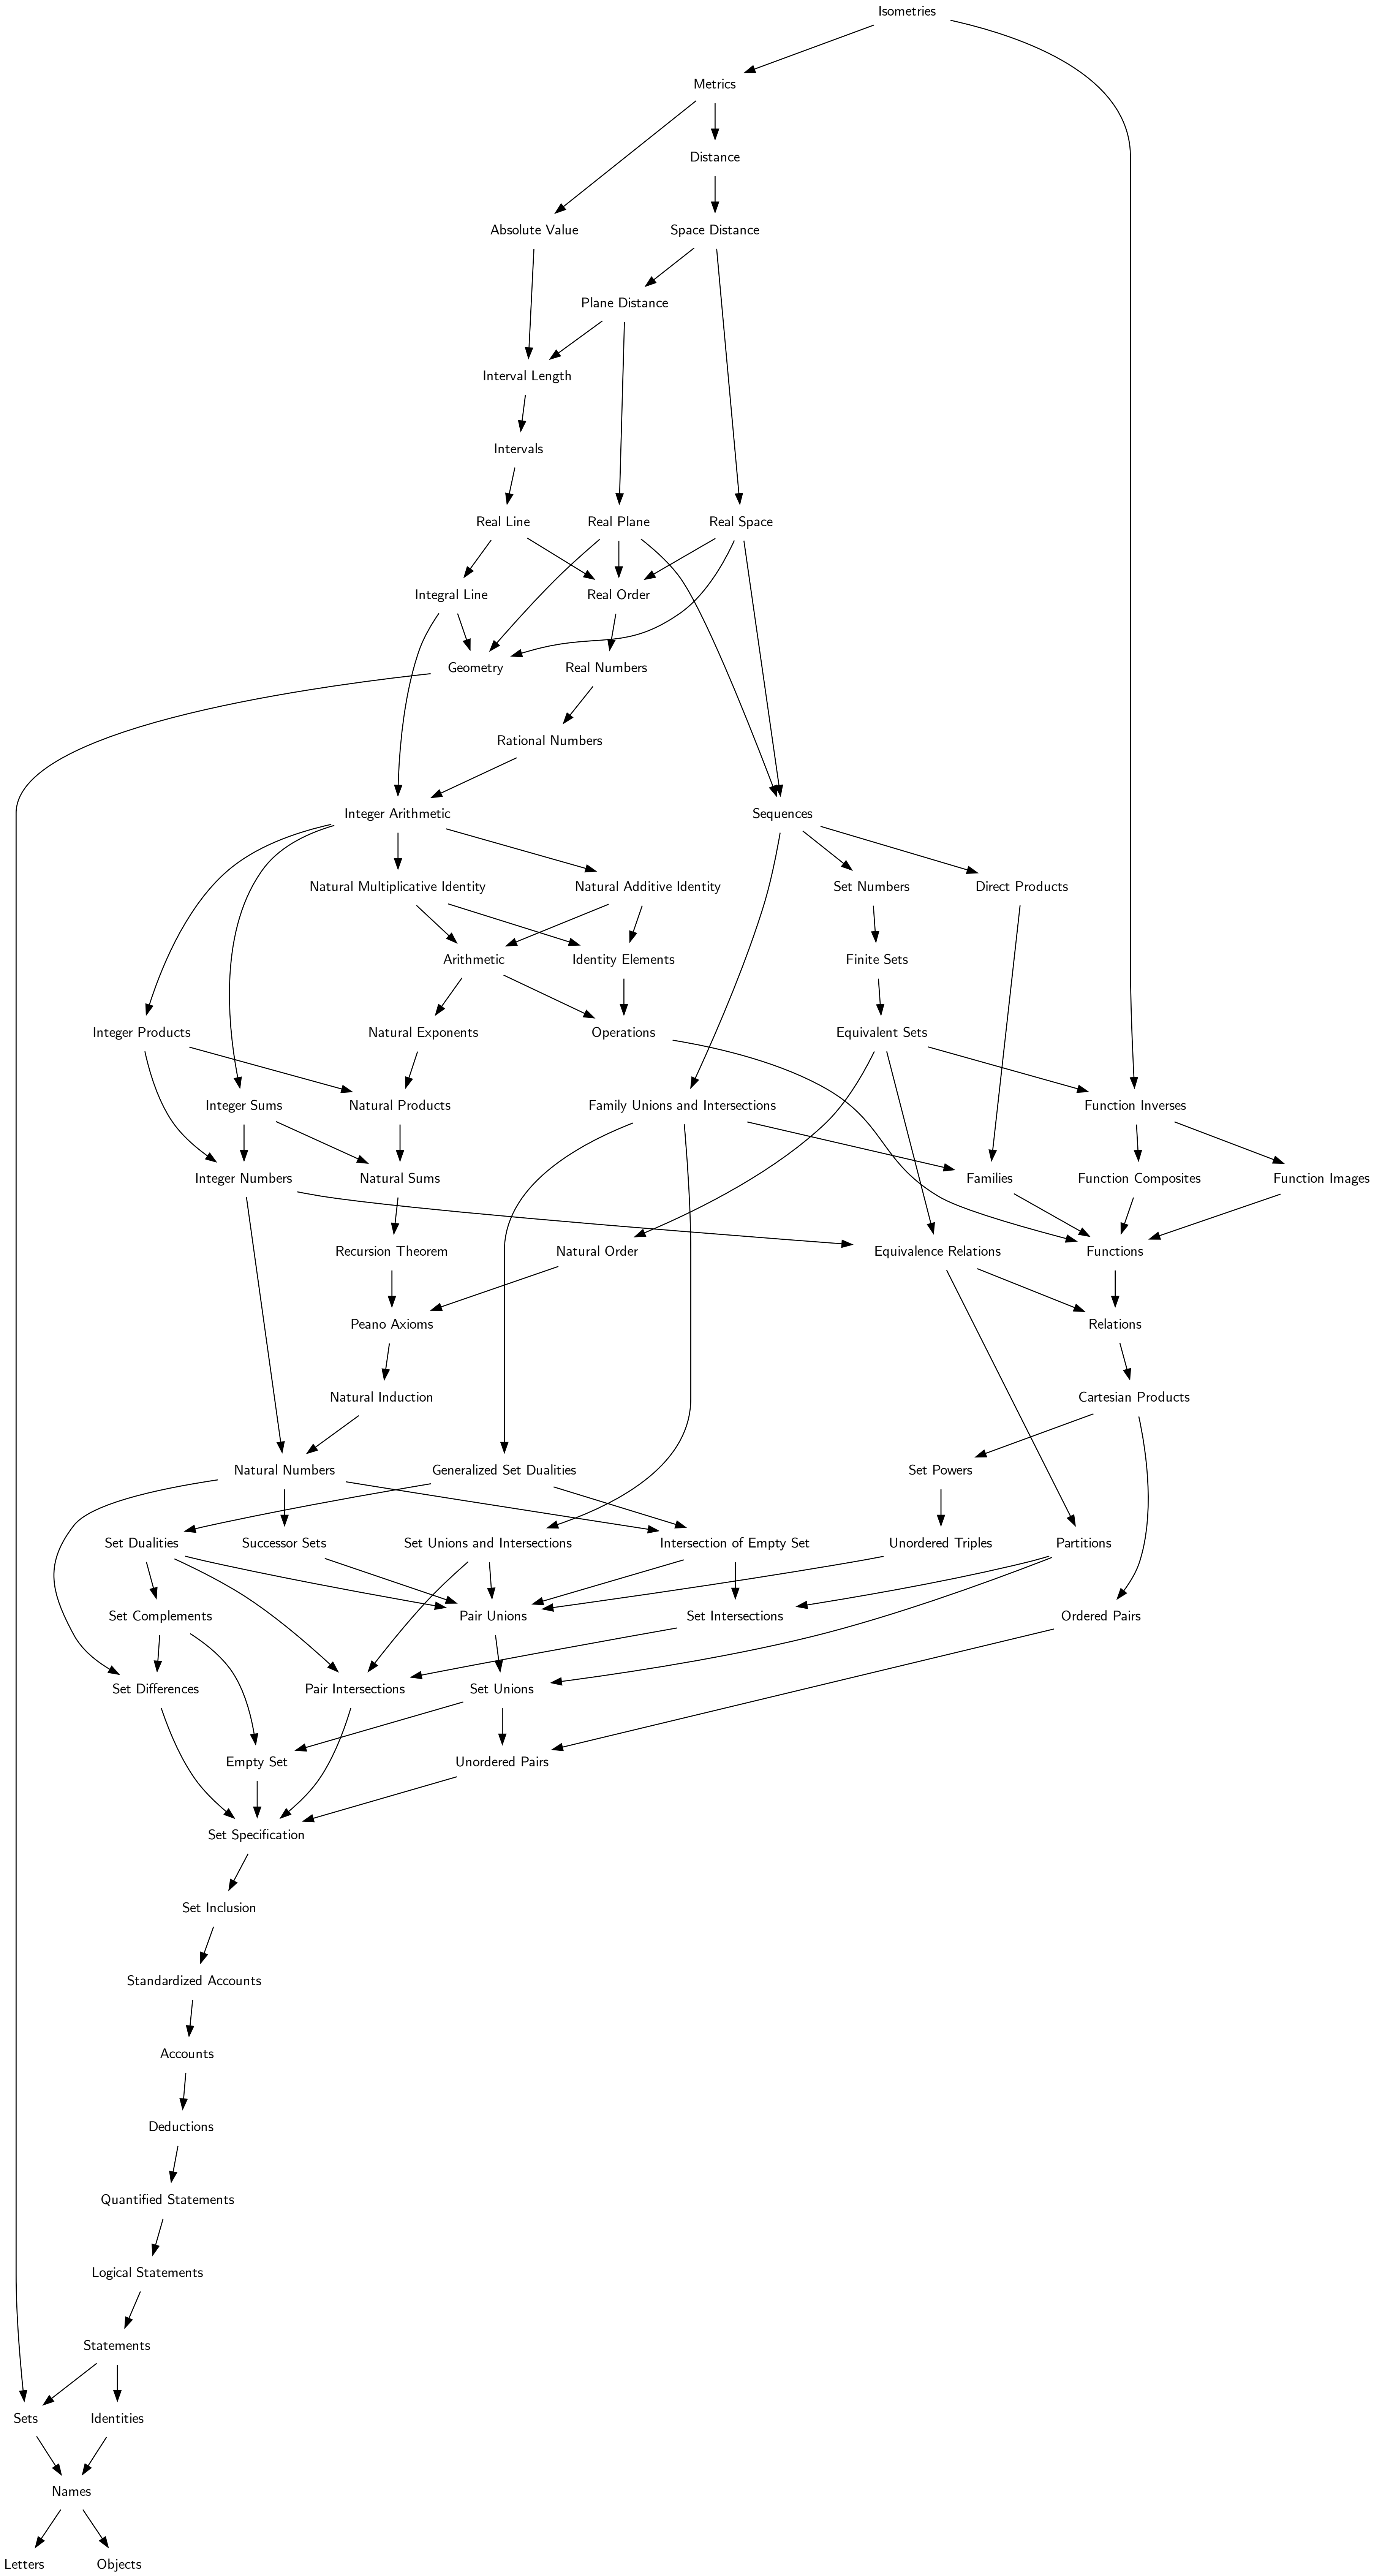 Isometries
Metrics
Distance
Absolute Value
Space Distance
Plane Distance
Interval Length
Intervals
Real Line
Real Plane
Real Space
Integral Line
Real Order
Geometry
Real Numbers
Rational Numbers
Integer Arithmetic
Sequences
Natural Multiplicative Identity
Natural Additive Identity
Set Numbers
Direct Products
Arithmetic
Identity Elements
Finite Sets
Integer Products
Natural Exponents
Operations
Equivalent Sets
Integer Sums
Natural Products
Family Unions and Intersections
Function Inverses
Integer Numbers
Natural Sums
Families
Function Composites
Function Images
Recursion Theorem
Natural Order
Equivalence Relations
Functions
Peano Axioms
Relations
Natural Induction
Cartesian Products
Natural Numbers
Generalized Set Dualities
Set Powers
Set Dualities
Successor Sets
Set Unions and Intersections
Intersection of Empty Set
Unordered Triples
Partitions
Set Complements
Pair Unions
Set Intersections
Ordered Pairs
Set Differences
Pair Intersections
Set Unions
Empty Set
Unordered Pairs
Set Specification
Set Inclusion
Standardized Accounts
Accounts
Deductions
Quantified Statements
Logical Statements
Statements
Sets
Identities
Names
Letters
Objects